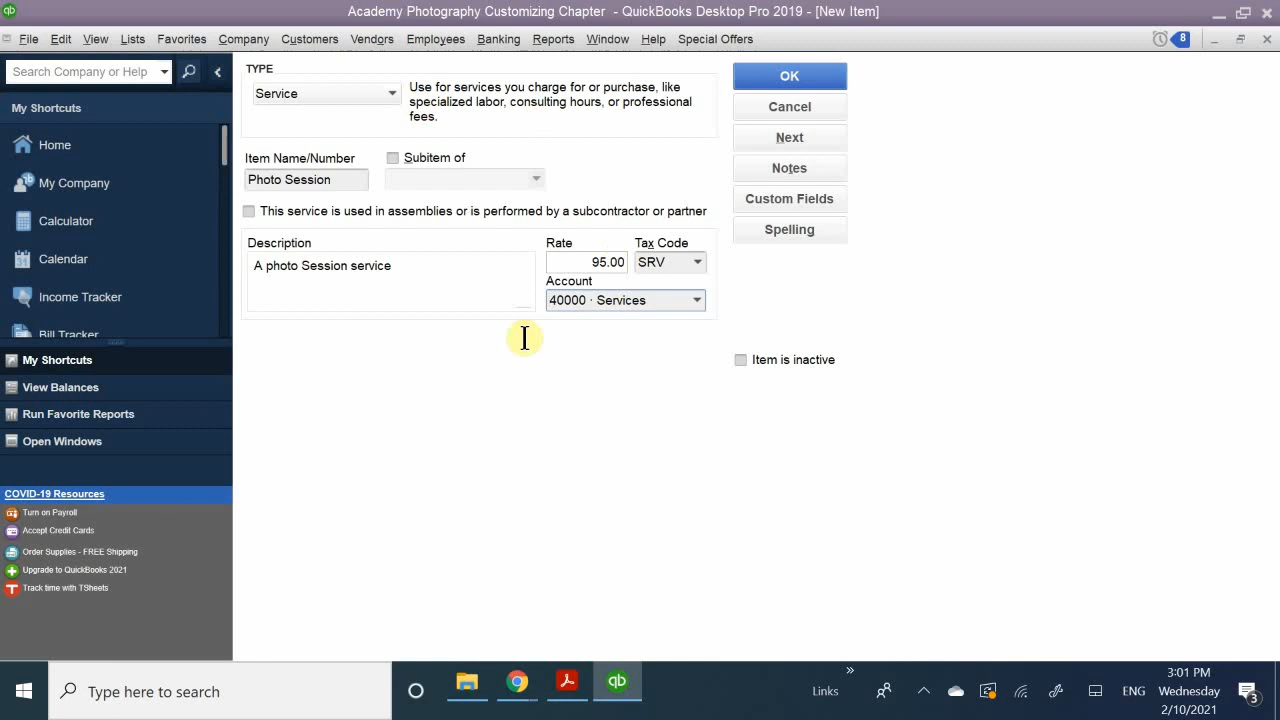 Academy Photography Customizing Chapter - QuickBooks Desktop Pro 2019 - [New Item]
File Edit View Lists Favorites Company Customers Vendors Employees Banking Reports Window Help Special Offers 8
Search Company or Help
My Shortcuts
Home
My Company
Calculator
Calendar
Income Tracker
Bill Tracker
My Shortcuts
View Balances
Run Favorite Reports
Open Windows
COVID-19 Resources
Turn on Payroll
Accept Credit Cards
Order Supplies - FREE Shipping
Upgrade to QuickBooks 2021
Track time with TSheets
TYPE
Service
Use for services you charge for or purchase, like
specialized labor, consulting hours, or professional
fees.
Item Name/Number
Subitem of
Photo Session
This service is used in assemblies or is performed by a subcontractor or partner
Description
Rate
Tax Code
A photo Session service
95.00
SRV
Account
40000 · Services
OK
Cancel
Next
Notes
Custom Fields
Spelling
Item is inactive
Type here to search
qb
Links
»
ENG
3:01 PM
Wednesday
2/10/2021
3